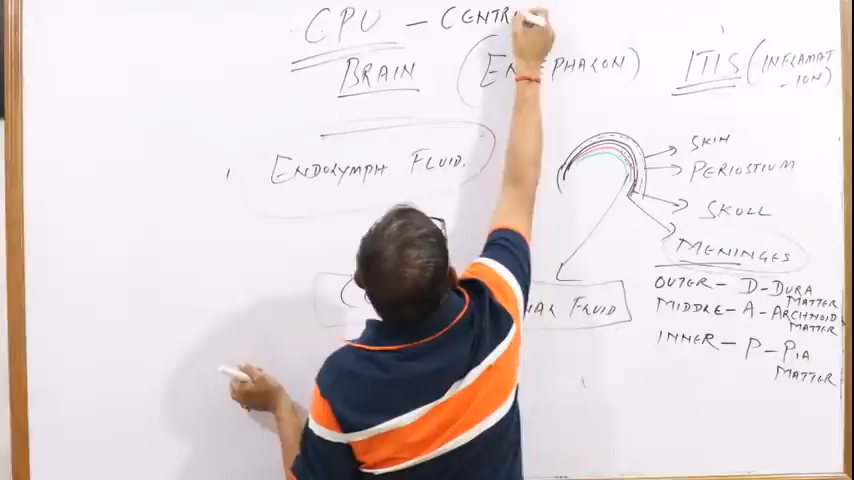 CPU - CENTR
BRAIN
(EN EPHALON)
ITIS (INFLAMAT
-ION)
ENDOLYMPH FLUID.
SKIN
PERIOSTIUM
SKULL
MENINGES
OUTER - D - DURA
MATTER
MIDDLE - A - ARCHNOID
MATTER
INNER - P - PIA
MATTER
FLUID